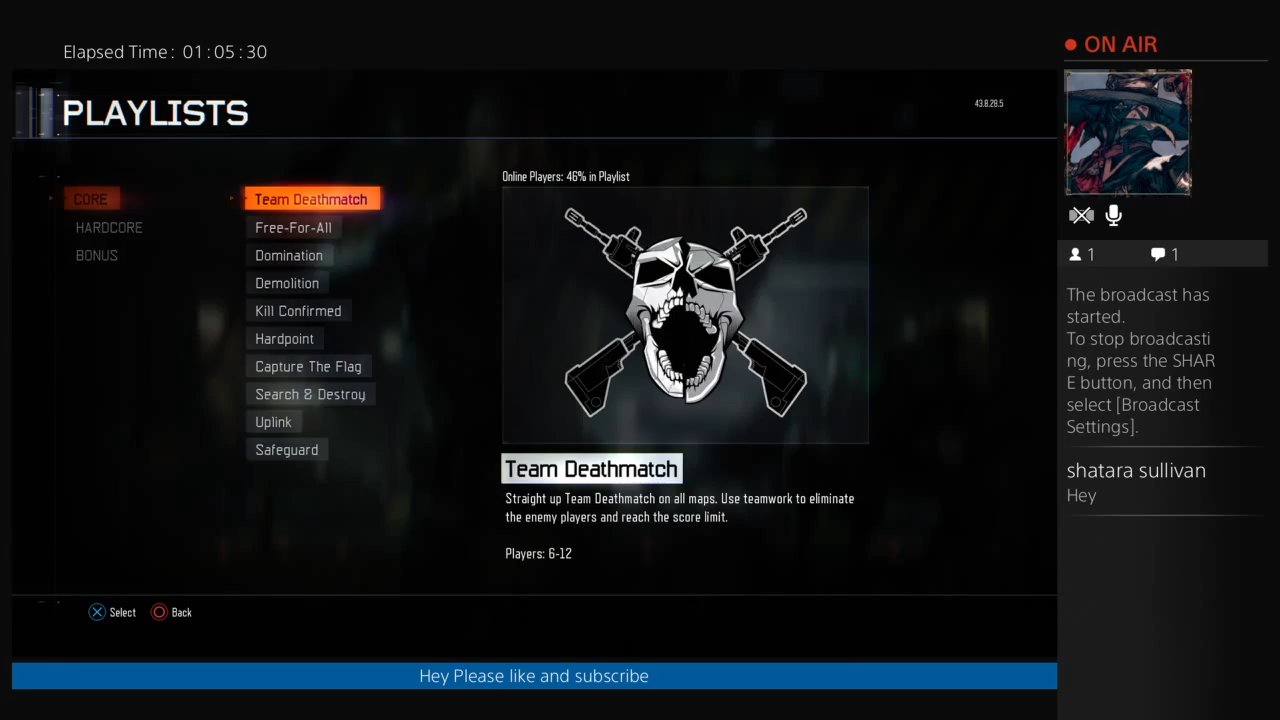 Elapsed Time: 01:05:30
ON AIR
PLAYLISTS
43.8.28.5
CORE
HARDCORE
BONUS
Team Deathmatch
Free-For-All
Domination
Demolition
Kill Confirmed
Hardpoint
Capture The Flag
Search & Destroy
Uplink
Safeguard
Online Players: 46% in Playlist
Team Deathmatch
Straight up Team Deathmatch on all maps. Use teamwork to eliminate
the enemy players and reach the score limit.
Players: 6-12
Select
Back
Hey Please like and subscribe
1
1
The broadcast has
started.
To stop broadcasti
ng, press the SHAR
E button, and then
select [Broadcast
Settings].
shatara sullivan
Hey